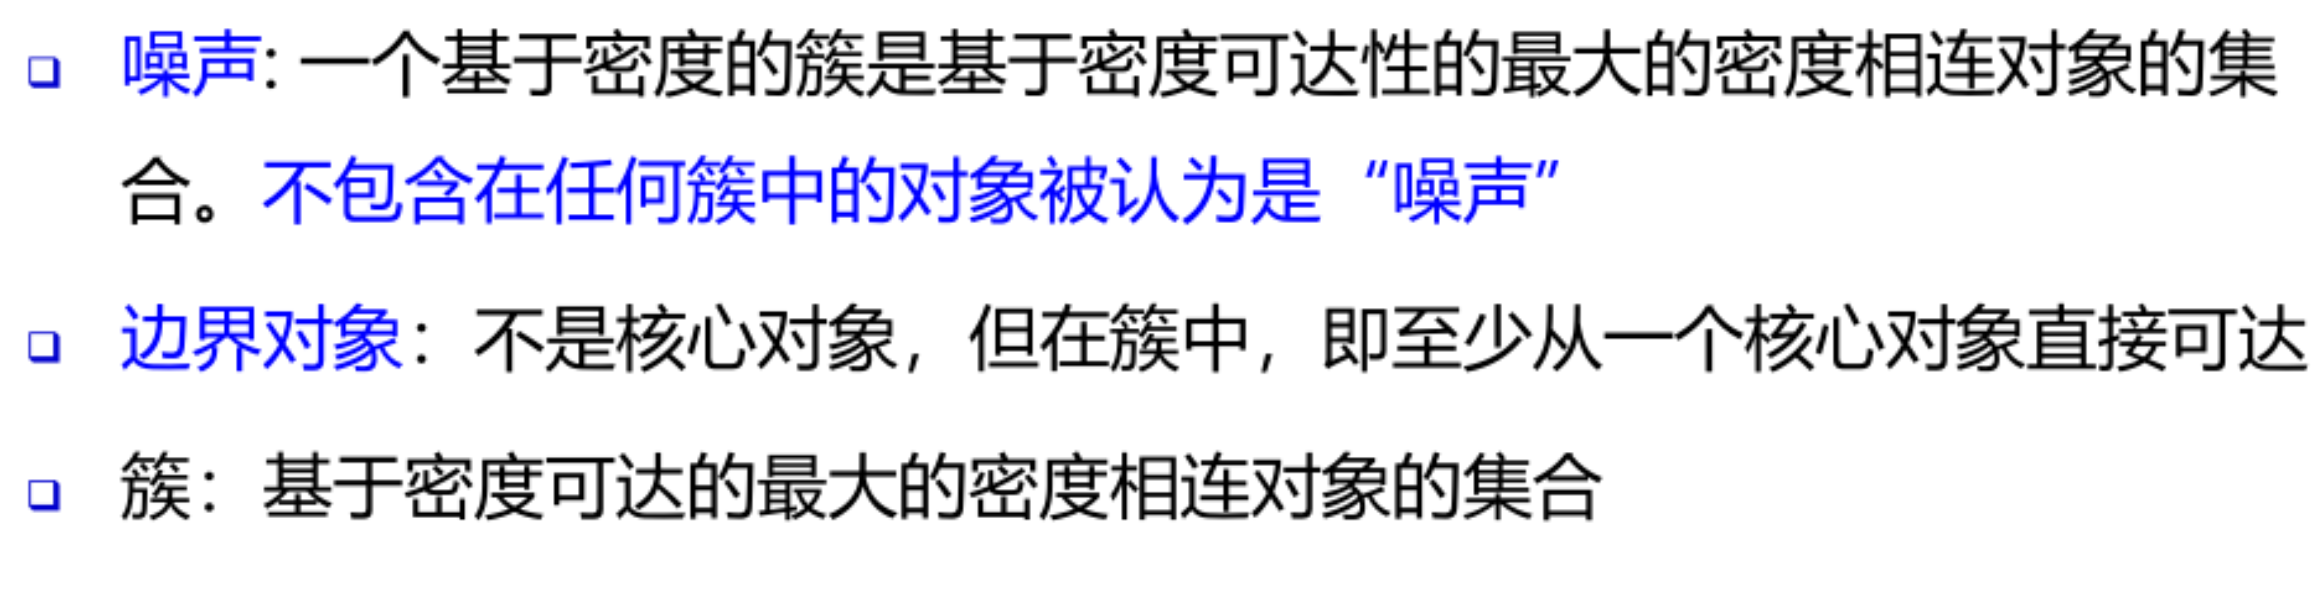 噪声: 一个基于密度的簇是基于密度可达性的最大的密度相连对象的集
合。不包含在任何簇中的对象被认为是“噪声”
边界对象：不是核心对象，但在簇中，即至少从一个核心对象直接可达
簇：基于密度可达的最大的密度相连对象的集合